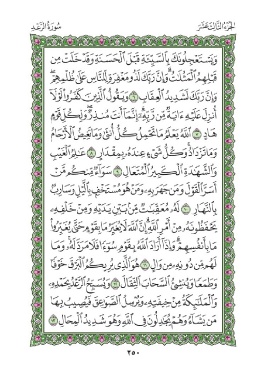 الجزء الثالث عشر
سورة الرعد
وَيَسْتَعْجِلُونَكَ بِالسَّيِّئَةِ قَبْلَ الْحَسَنَةِ وَقَدْ خَلَتْ مِن
قَبْلِهِمُ الْمَثُلَاتُ وَإِنَّ رَبَّكَ لَذُو مَغْفِرَةٍ لِّلنَّاسِ عَلَىٰ ظُلْمِهِمْ
وَإِنَّ رَبَّكَ لَشَدِيدُ الْعِقَابِ ٦ وَيَقُولُ الَّذِينَ كَفَرُوا لَوْلَا
أُنزِلَ عَلَيْهِ ءَايَةٌ مِّن رَّبِّهِ إِنَّمَا أَنتَ مُنذِرٌ وَلِكُلِّ قَوْمٍ
هَادٍ ٧ اللَّهُ يَعْلَمُ مَا تَحْمِلُ كُلُّ أُنثَىٰ وَمَا تَغِيضُ الْأَرْحَامُ
وَمَا تَزْدَادُ وَكُلُّ شَيْءٍ عِندَهُ بِمِقْدَارٍ ٨ عَالِمُ الْغَيْبِ
وَالشَّهَادَةِ الْكَبِيرُ الْمُتَعَالِ ٩ سَوَاءٌ مِّنكُم مَّنْ
أَسَرَّ الْقَوْلَ وَمَن جَهَرَ بِهِ وَمَنْ هُوَ مُسْتَخْفٍ بِاللَّيْلِ وَسَارِبٌ
بِالنَّهَارِ ١٠ لَهُ مُعَقِّبَاتٌ مِّن بَيْنِ يَدَيْهِ وَمِنْ خَلْفِهِ
يَحْفَظُونَهُ مِنْ أَمْرِ اللَّهِ إِنَّ اللَّهَ لَا يُغَيِّرُ مَا بِقَوْمٍ حَتَّىٰ يُغَيِّرُوا
مَا بِأَنفُسِهِمْ وَإِذَا أَرَادَ اللَّهُ بِقَوْمٍ سُوءًا فَلَا مَرَدَّ لَهُ وَمَا
لَهُم مِّن دُونِهِ مِن وَالٍ ١١ هُوَ الَّذِي يُرِيكُمُ الْبَرْقَ خَوْفًا
وَطَمَعًا وَيُنشِئُ السَّحَابَ الثِّقَالَ ١٢ وَيُسَبِّحُ الرَّعْدُ بِحَمْدِهِ
وَالْمَلَائِكَةُ مِنْ خِيفَتِهِ وَيُرْسِلُ الصَّوَاعِقَ فَيُصِيبُ بِهَا
مَن يَشَاءُ وَهُمْ يُجَادِلُونَ فِي اللَّهِ وَهُوَ شَدِيدُ الْمِحَالِ ١٣
٢٥٠